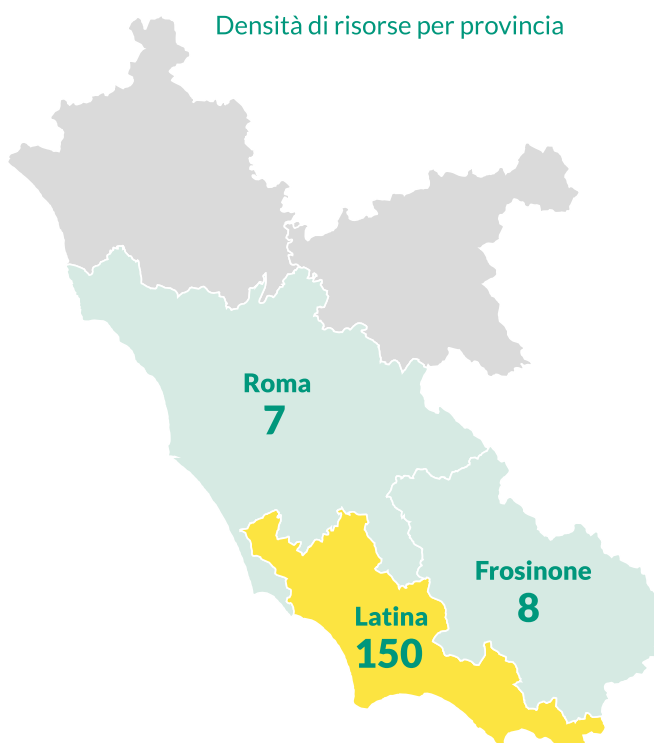 Densità di risorse per provincia
Roma
7
Frosinone
8
Latina
150